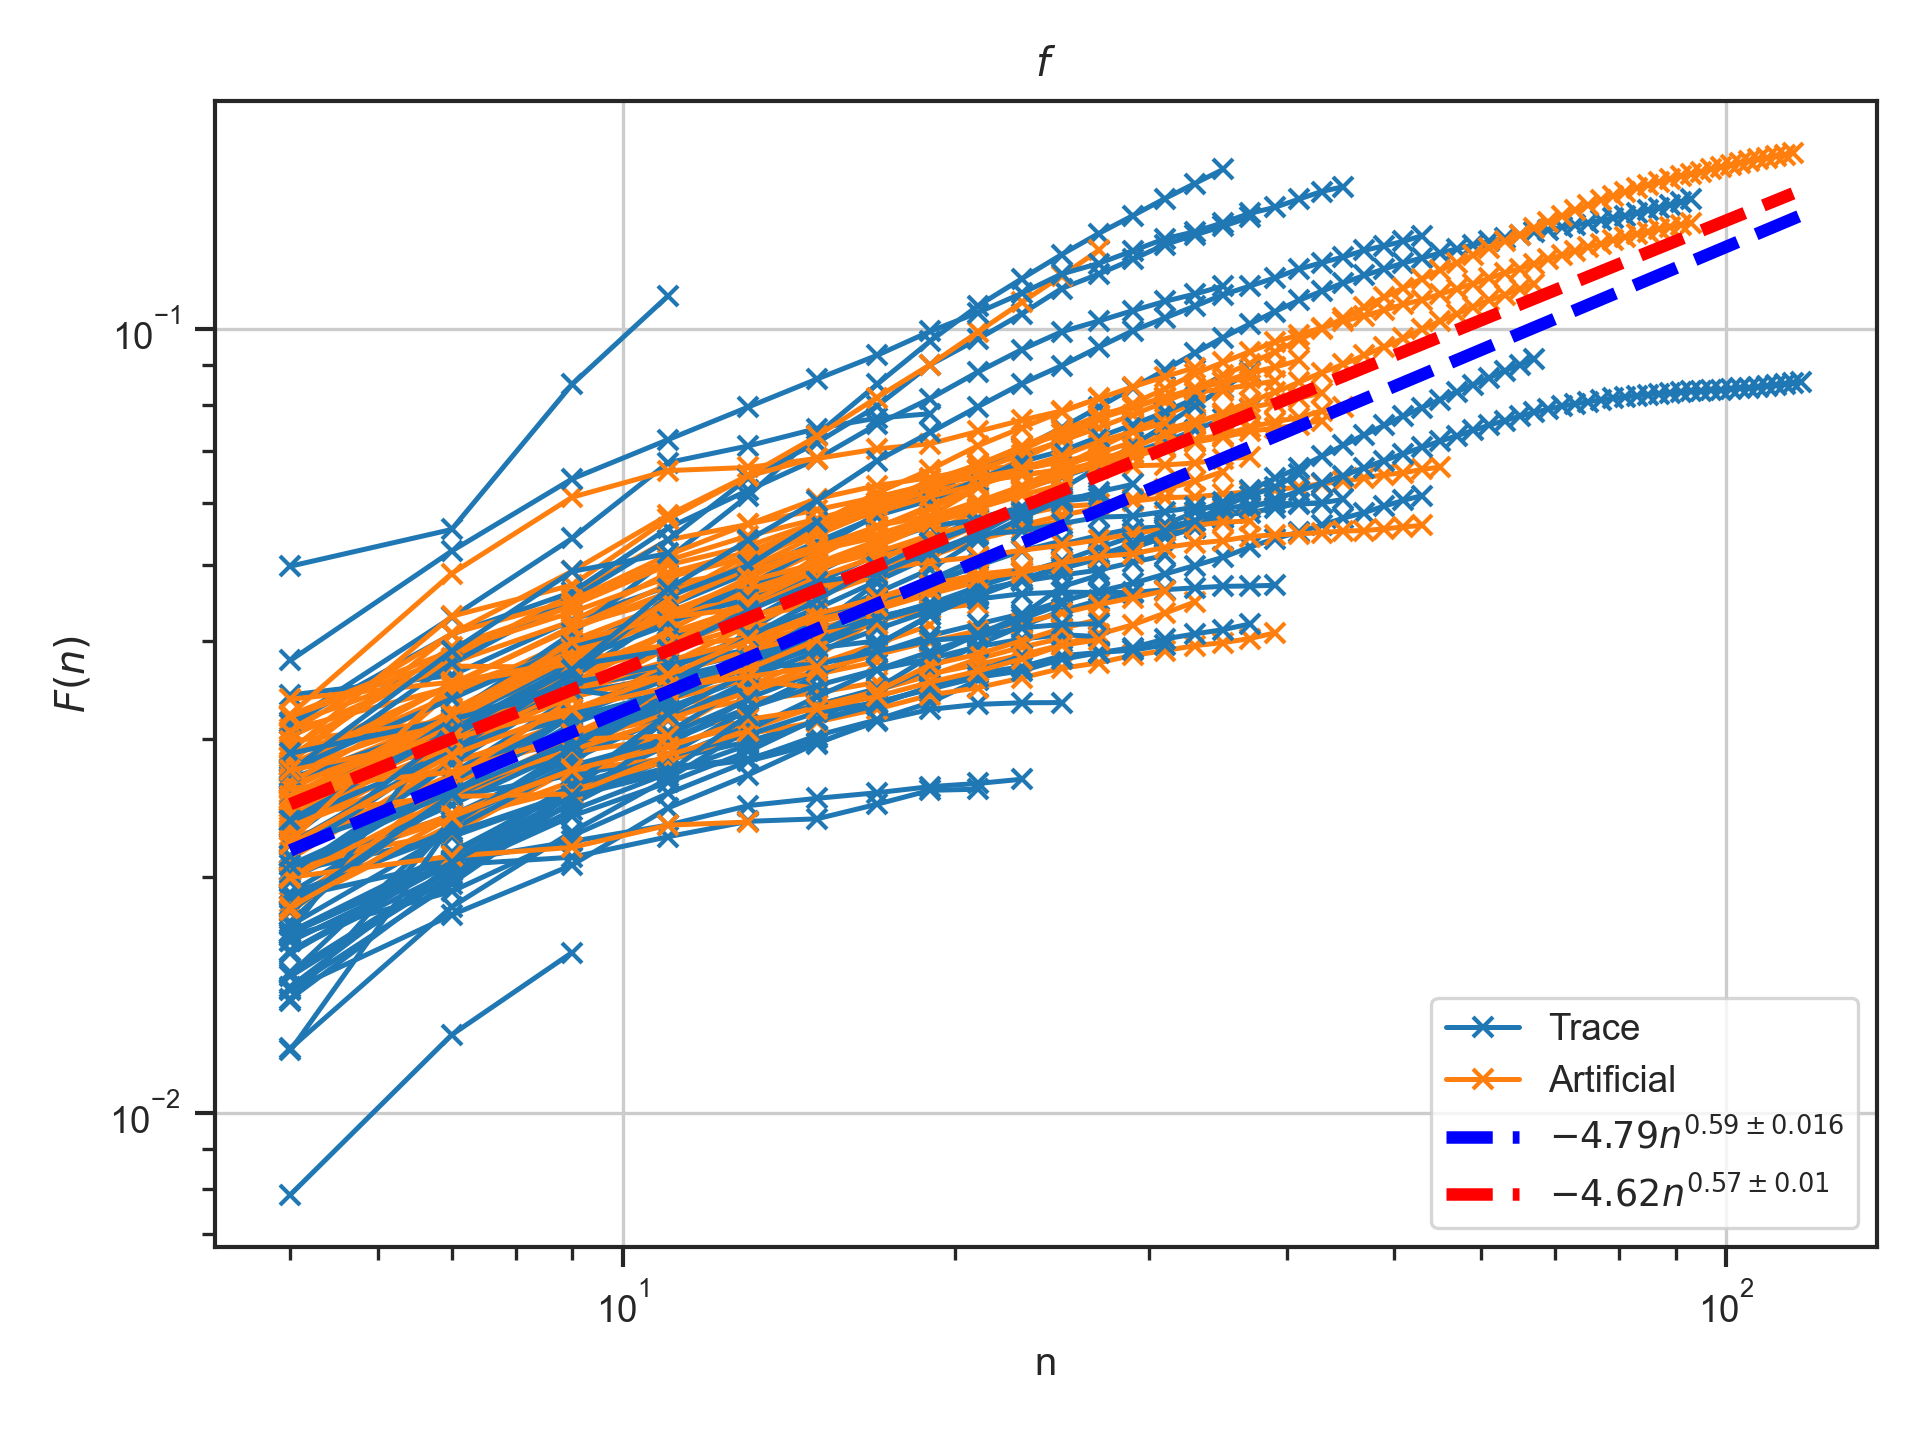 f
F(n)
10⁻¹
10⁻²
10¹
10²
n
Trace
Artificial
−4.79n^0.59 ± 0.016
−4.62n^0.57 ± 0.01